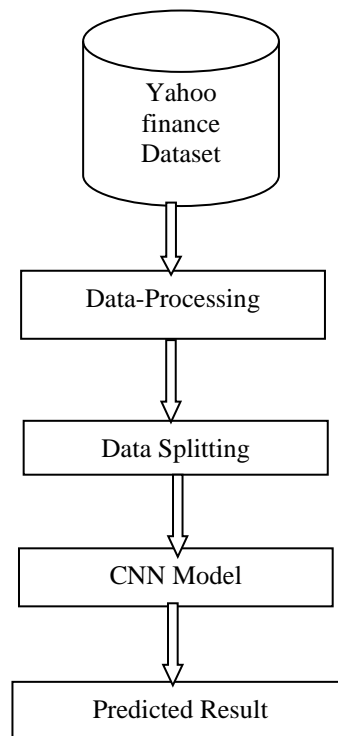 Yahoo
finance
Dataset
Data-Processing
Data Splitting
CNN Model
Predicted Result